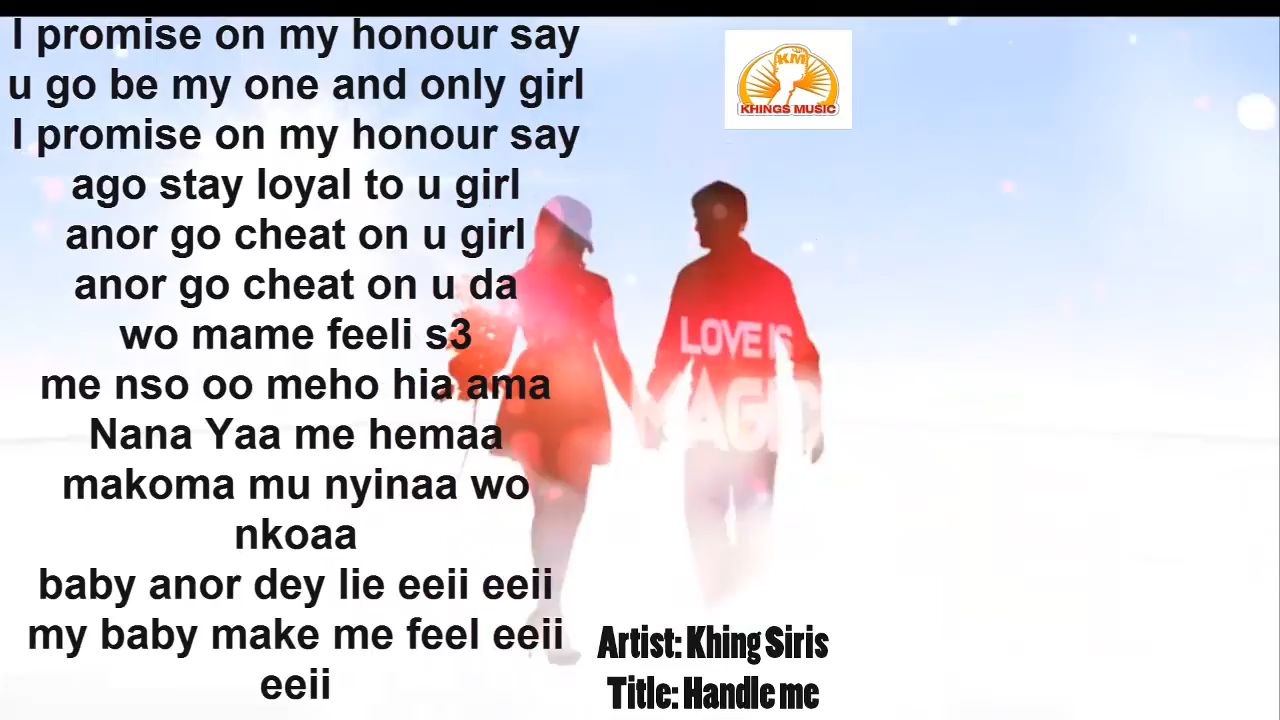 I promise on my honour say
u go be my one and only girl
I promise on my honour say
ago stay loyal to u girl
anor go cheat on u girl
anor go cheat on u da
wo mame feeli s3
me nso oo meho hia ama
Nana Yaa me hemaa
makoma mu nyinaa wo
nkoaa
baby anor dey lie eeii eeii
my baby make me feel eeii
eeii
KM
KHINGS MUSIC
LOVE IS
MAGIC
Artist: Khing Siris
Title: Handle me